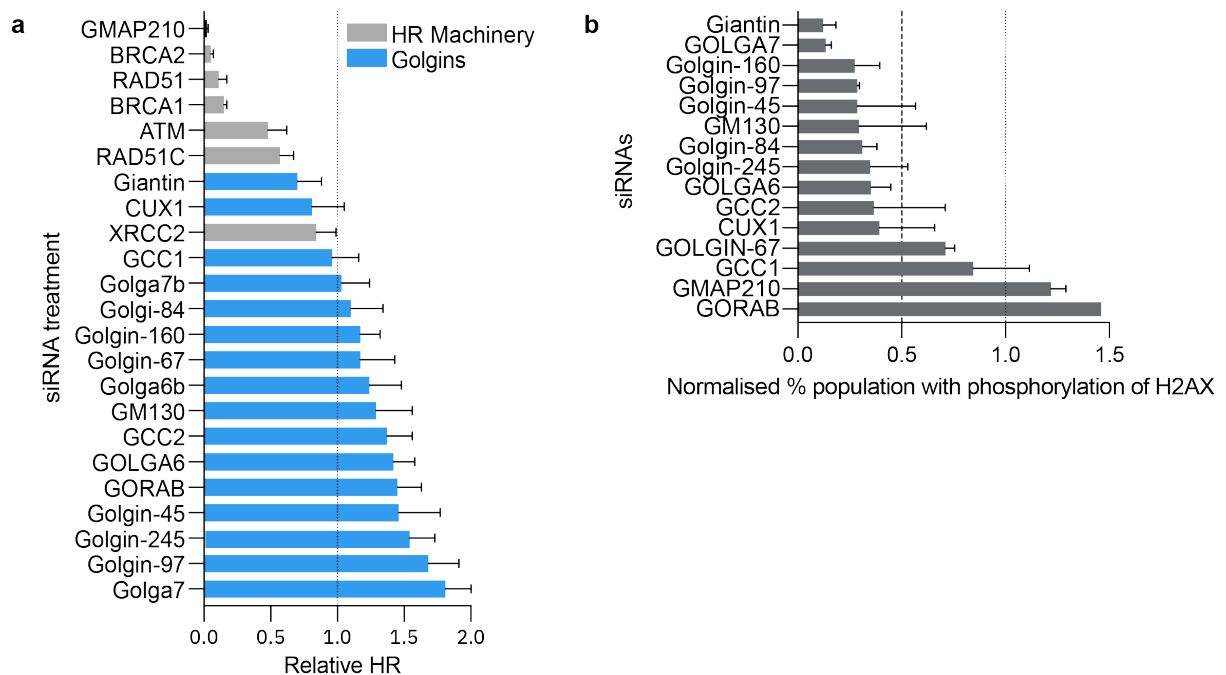 a
GMAP210
BRCA2
RAD51
BRCA1
ATM
RAD51C
Giantin
CUX1
XRCC2
GCC1
Golga7b
Golgi-84
Golgin-160
Golgin-67
Golga6b
GM130
GCC2
GOLGA6
GORAB
Golgin-45
Golgin-245
Golgin-97
Golga7
siRNA treatment
0.0 0.5 1.0 1.5 2.0
Relative HR
HR Machinery
Golgins
b
Giantin
GOLGA7
Golgin-160
Golgin-97
Golgin-45
GM130
Golgin-84
Golgin-245
GOLGA6
GCC2
CUX1
GOLGIN-67
GCC1
GMAP210
GORAB
siRNAs
0.0 0.5 1.0 1.5
Normalised % population with phosphorylation of H2AX